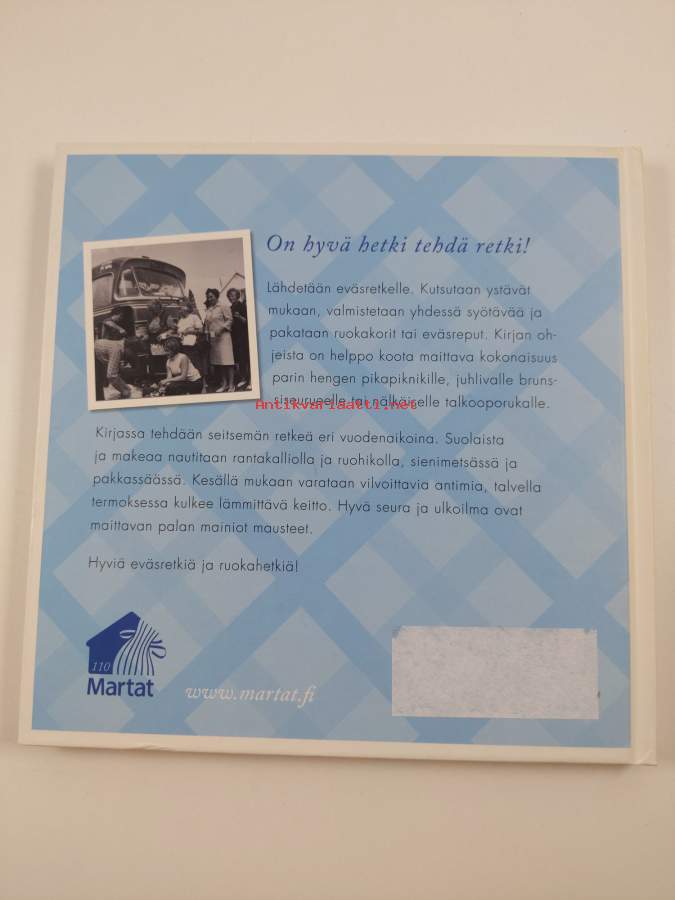 On hyvä hetki tehdä retki!
Lähdetään eväsretkelle. Kutsutaan ystävät
mukaan, valmistetaan yhdessä syötävää ja
pakataan ruokakorit tai eväsreput. Kirjan oh-
jeista on helppo koota maittava kokonaisuus
parin hengen pikapiknikille, juhlivalle bruns-
siseurueelle tai nälkäiselle talkooporukalle.
Antikvariaatti.net
Kirjassa tehdään seitsemän retkeä eri vuodenaikoina. Suolaista
ja makeaa nautitaan rantakalliolla ja ruohikolla, sienimetsässä ja
pakkassäässä. Kesällä mukaan varataan vilvoittavia antimia, talvella
termoksessa kulkee lämmittävä keitto. Hyvä seura ja ulkoilma ovat
maittavan palan mainiot mausteet.
Hyviä eväsretkiä ja ruokahetkiä!
110
Martat
www.martat.fi